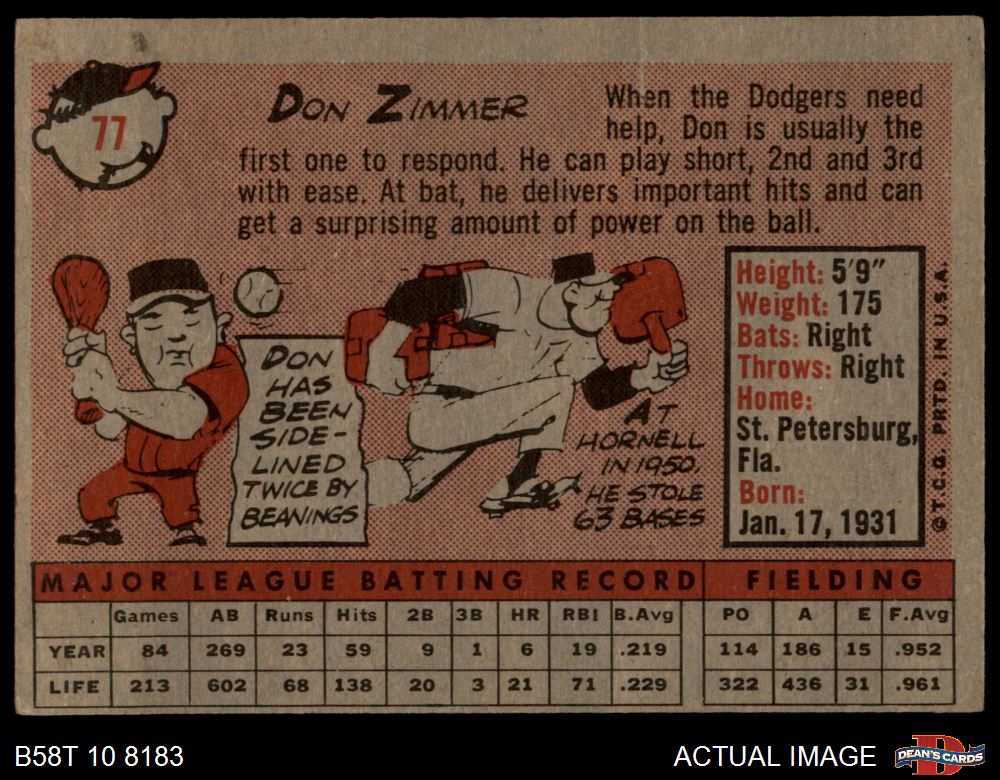 77
DON ZIMMER
When the Dodgers need
help, Don is usually the
first one to respond. He can play short, 2nd and 3rd
with ease. At bat, he delivers important hits and can
get a surprising amount of power on the ball.
DON
HAS
BEEN
SIDE-
LINED
TWICE BY
BEANINGS
AT
HORNELL
IN 1950,
HE STOLE
63 BASES
Height: 5'9"
Weight: 175
Bats: Right
Throws: Right
Home:
St. Petersburg,
Fla.
Born:
Jan. 17, 1931
© T.C.G. PRTD. IN U.S.A.
MAJOR LEAGUE BATTING RECORD FIELDING
Games AB Runs Hits 2B 3B HR RBI B.Avg PO A E F.Avg
YEAR 84 269 23 59 9 1 6 19 .219 114 186 15 .952
LIFE 213 602 68 138 20 3 21 71 .229 322 436 31 .961
B58T 10 8183
ACTUAL IMAGE
D
DEAN'S CARDS